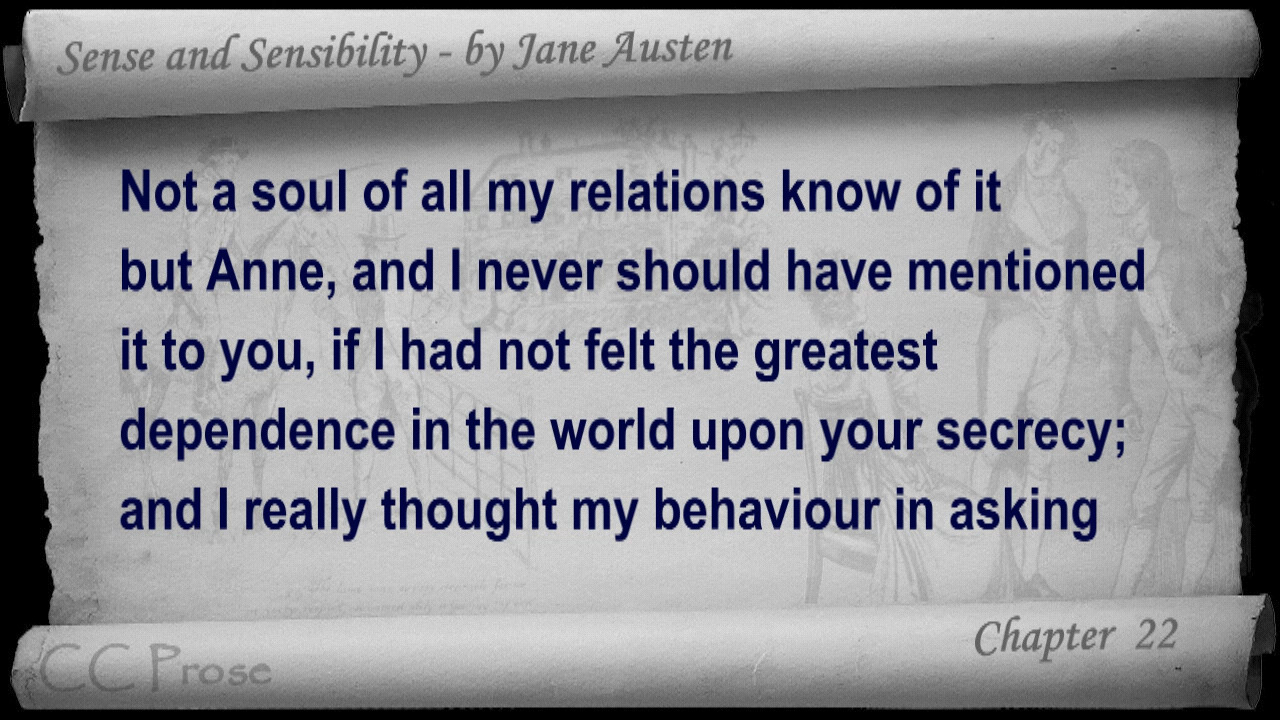 Sense and Sensibility - by Jane Austen
Not a soul of all my relations know of it
but Anne, and I never should have mentioned
it to you, if I had not felt the greatest
dependence in the world upon your secrecy;
and I really thought my behaviour in asking
Chapter 22
CC Prose